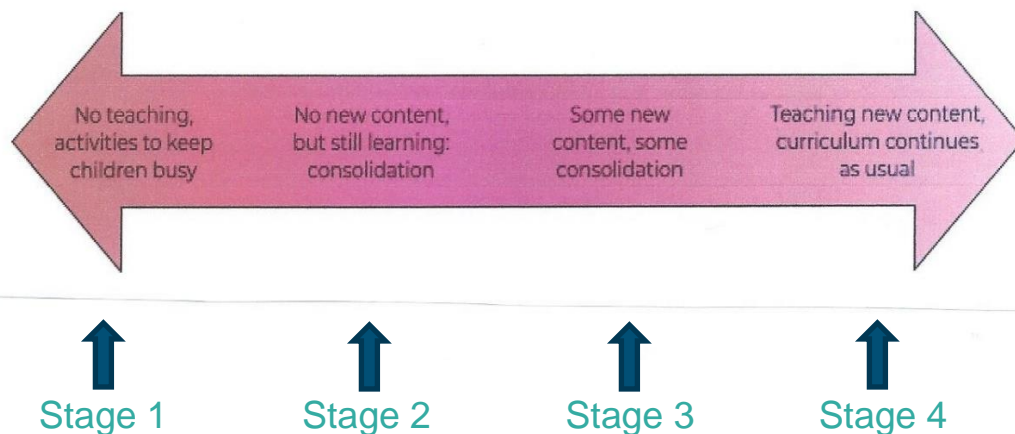 No teaching,
activities to keep
children busy
No new content,
but still learning:
consolidation
Some new
content, some
consolidation
Teaching new content,
curriculum continues
as usual
Stage 1
Stage 2
Stage 3
Stage 4